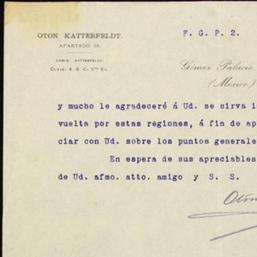 OTON KATTERFELDT.
F. G. P. 2.
APARTADO 25.
CABLE: KATTERFELDT.
CLAVE: A. B. C. 5TA ED.
Gómez Palacio,
(México)
y mucho le agradeceré á Ud. se sirva
vuelta por estas regiones, á fin de
ciar con Ud. sobre los puntos generale
En espera de sus apreciables
de Ud. afmo. atto. amigo y S. S.
Oton